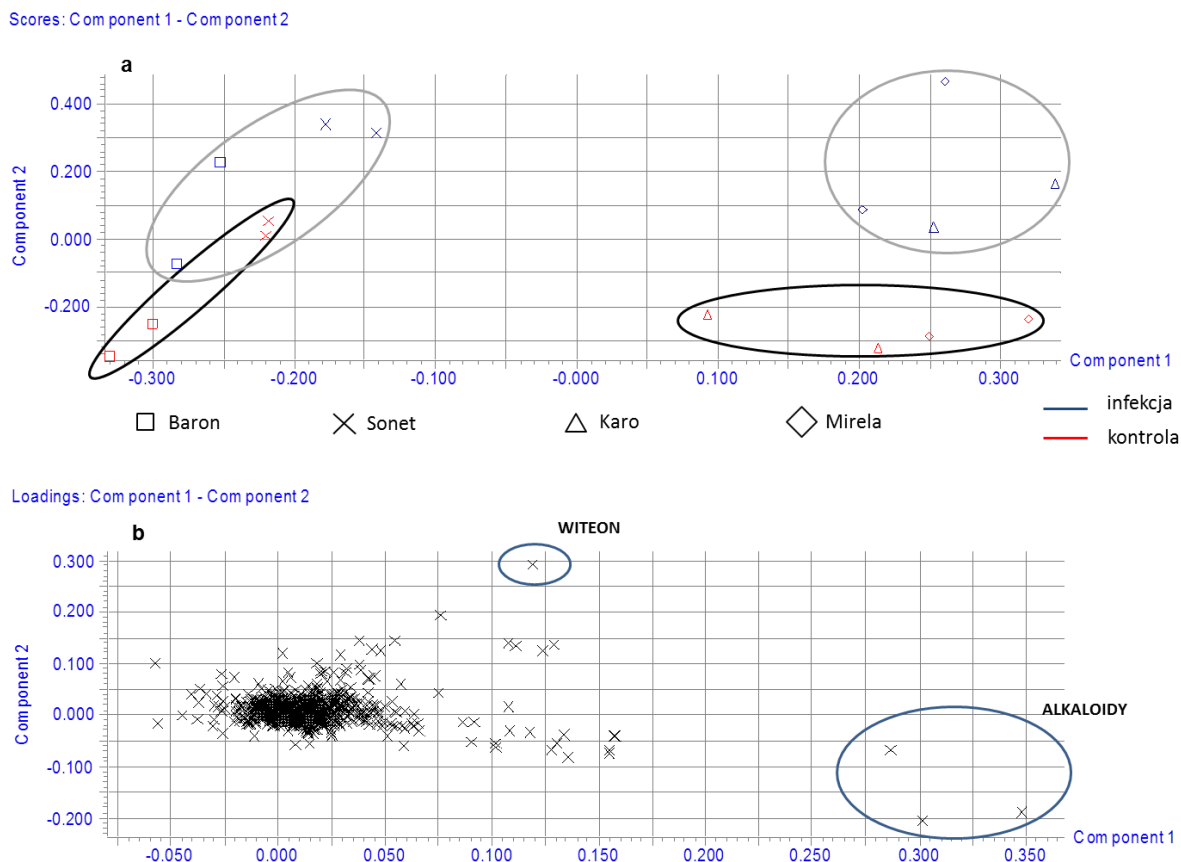 Scores: Component 1 - Component 2
a
0.400
0.200
0.000
-0.200
Component 2
-0.300
-0.200
-0.100
-0.000
0.100
0.200
0.300
Component 1
Baron
Sonet
Karo
Mirela
infekcja
kontrola
Loadings: Component 1 - Component 2
b
WITEON
0.300
0.200
0.100
0.000
-0.100
-0.200
Component 2
ALKALOIDY
-0.050
0.000
0.050
0.100
0.150
0.200
0.250
0.300
0.350
Component 1